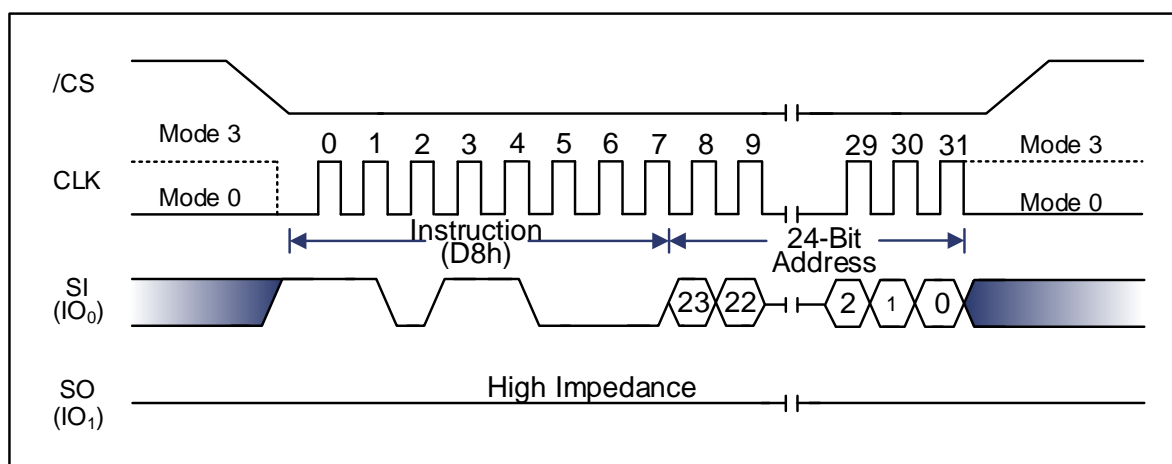 /CS
Mode 3
0 1 2 3 4 5 6 7 8 9 29 30 31
Mode 3
CLK
Mode 0
Mode 0
Instruction
(D8h)
24-Bit
Address
SI
(IO0)
23 22 2 1 0
High Impedance
SO
(IO1)